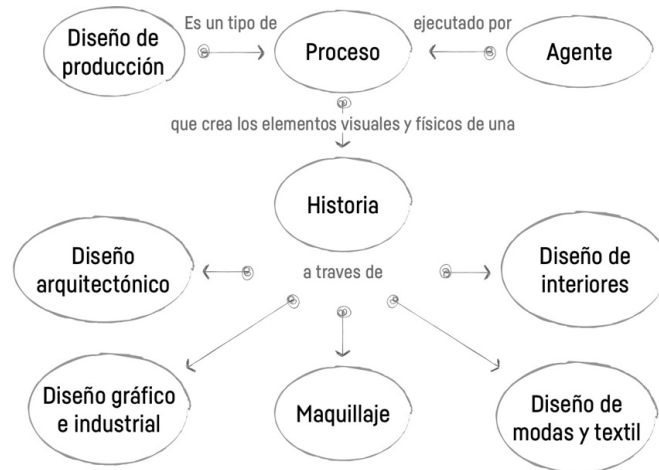 Diseño de
producción
Es un tipo de
Proceso
ejecutado por
Agente
que crea los elementos visuales y físicos de una
Historia
Diseño
arquitectónico
a traves de
Diseño de
interiores
Diseño gráfico
e industrial
Maquillaje
Diseño de
modas y textil